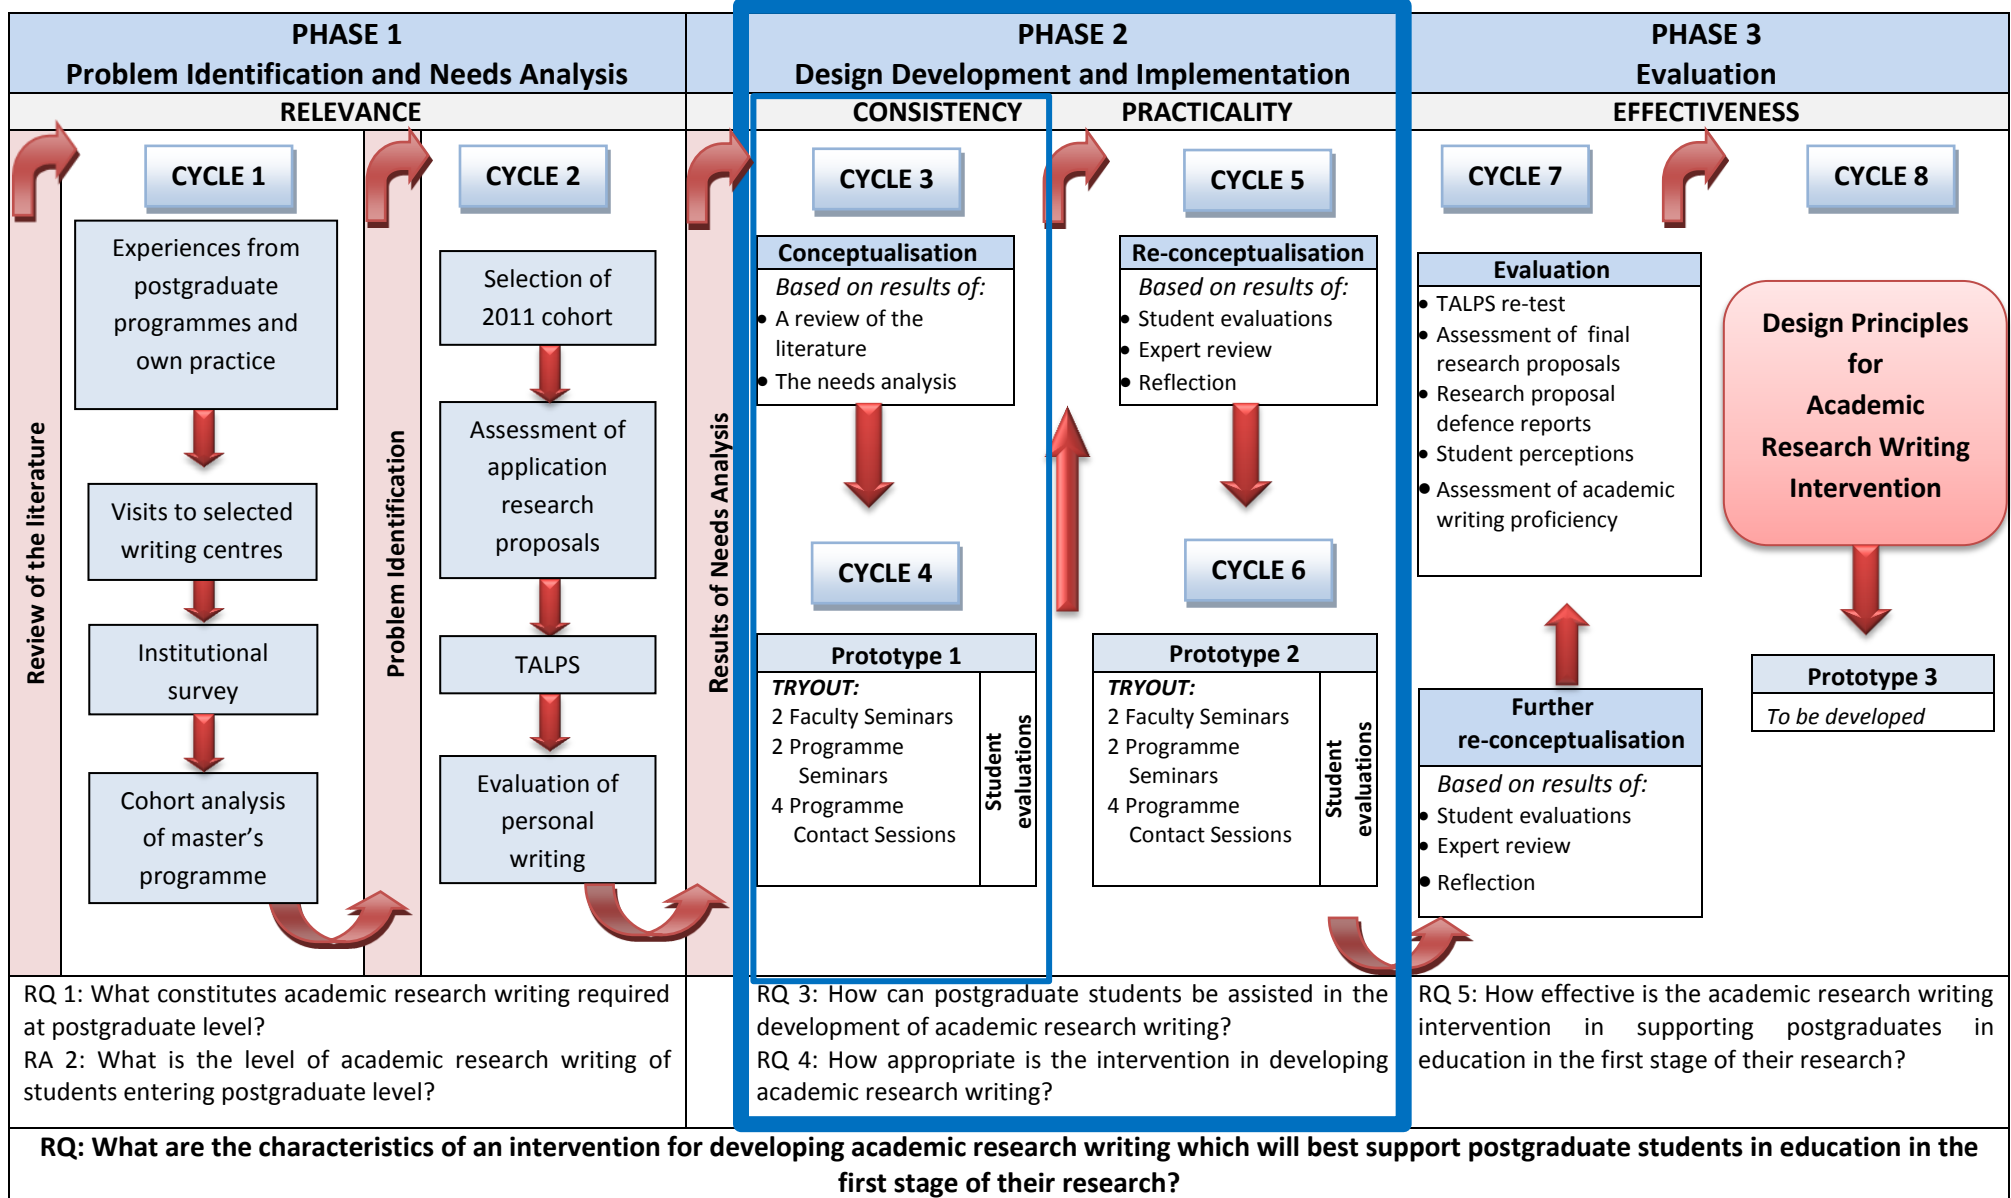 PHASE 1
Problem Identification and Needs Analysis
PHASE 2
Design Development and Implementation
PHASE 3
Evaluation
RELEVANCE
CONSISTENCY
PRACTICALITY
EFFECTIVENESS
Review of the literature
CYCLE 1
Experiences from
postgraduate
programmes and
own practice
Visits to selected
writing centres
Institutional
survey
Cohort analysis
of master's
programme
Problem Identification
CYCLE 2
Selection of
2011 cohort
Assessment of
application
research
proposals
TALPS
Evaluation of
personal
writing
Results of Needs Analysis
CYCLE 3
Conceptualisation
Based on results of:
• A review of the
literature
• The needs analysis
CYCLE 4
Prototype 1
TRYOUT:
2 Faculty Seminars
2 Programme
Seminars
4 Programme
Contact Sessions
Student
evaluations
CYCLE 5
Re-conceptualisation
Based on results of:
• Student evaluations
• Expert review
• Reflection
CYCLE 6
Prototype 2
TRYOUT:
2 Faculty Seminars
2 Programme
Seminars
4 Programme
Contact Sessions
Student
evaluations
CYCLE 7
Evaluation
• TALPS re-test
• Assessment of final
research proposals
• Research proposal
defence reports
• Student perceptions
• Assessment of academic
writing proficiency
Further
re-conceptualisation
Based on results of:
• Student evaluations
• Expert review
• Reflection
CYCLE 8
Design Principles
for
Academic
Research Writing
Intervention
Prototype 3
To be developed
RQ 1: What constitutes academic research writing required
at postgraduate level?
RA 2: What is the level of academic research writing of
students entering postgraduate level?
RQ 3: How can postgraduate students be assisted in the
development of academic research writing?
RQ 4: How appropriate is the intervention in developing
academic research writing?
RQ 5: How effective is the academic research writing
intervention in supporting postgraduates in
education in the first stage of their research?
RQ: What are the characteristics of an intervention for developing academic research writing which will best support postgraduate students in education in the
first stage of their research?